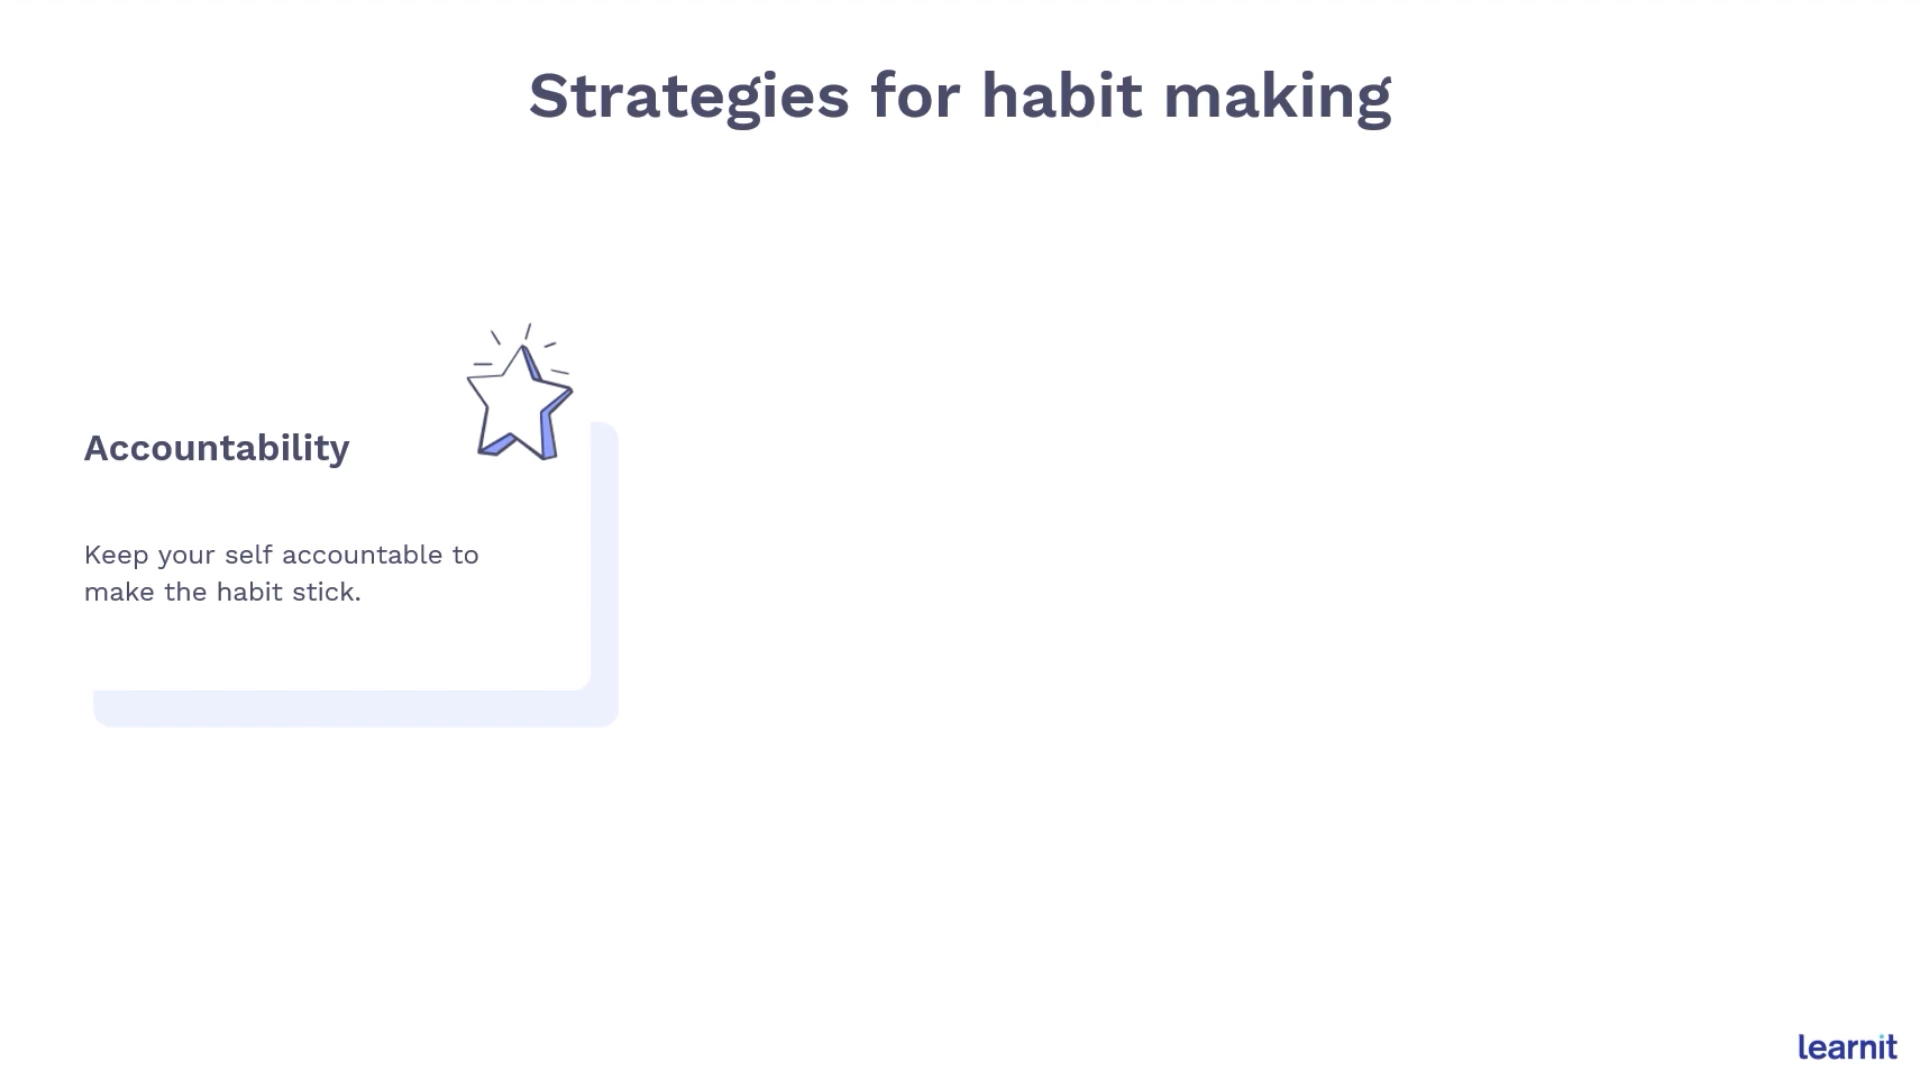 Strategies for habit making
Accountability
Keep your self accountable to
make the habit stick.
learnit